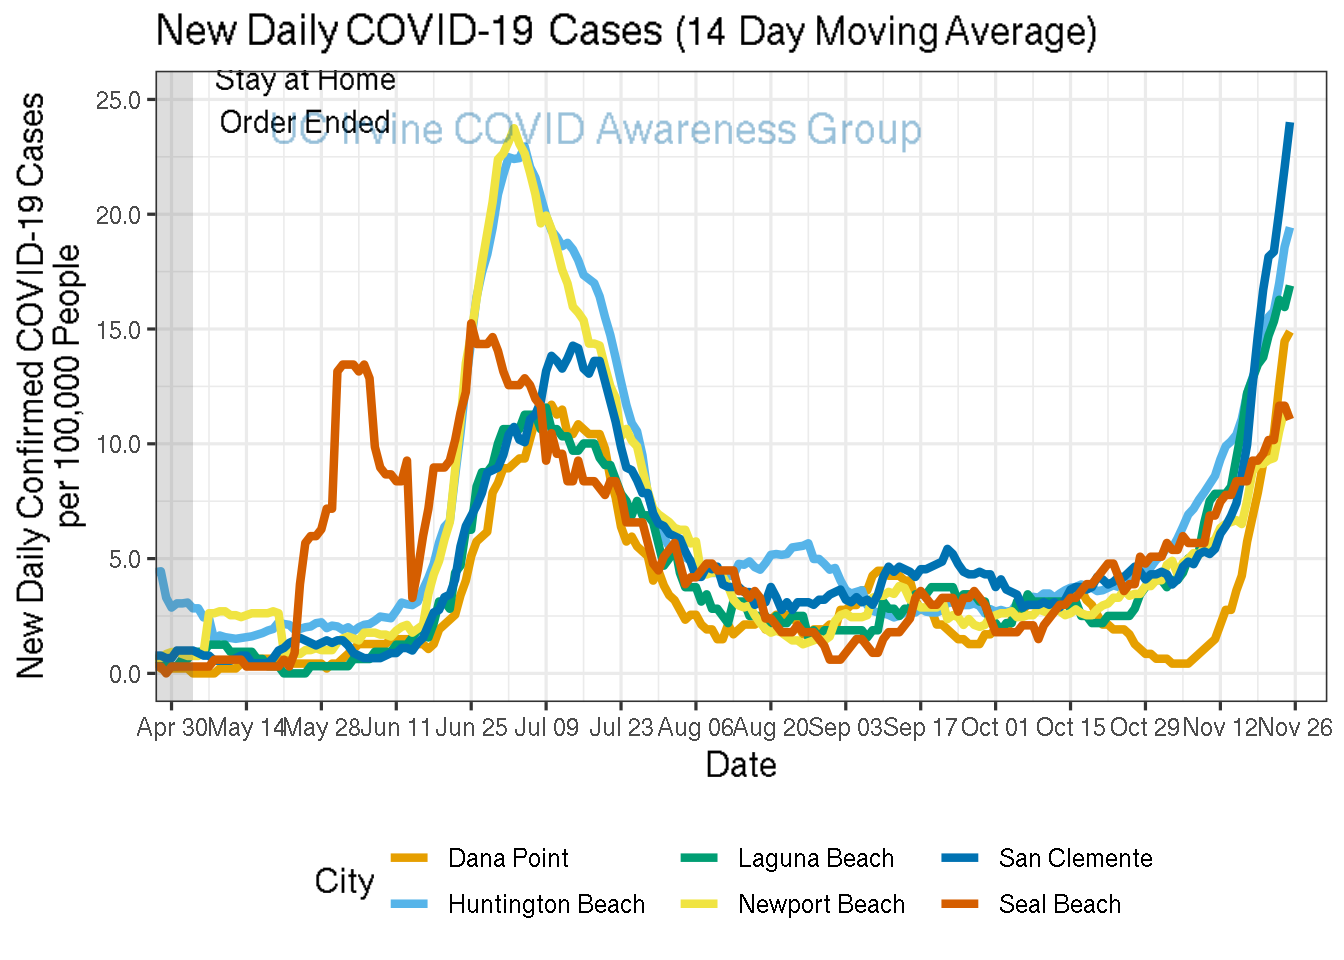 New Daily COVID-19 Cases (14 Day Moving Average)
Stay at Home
Order Ended
UC Irvine COVID Awareness Group
New Daily Confirmed COVID-19 Cases
per 100,000 People
25.0
20.0
15.0
10.0
5.0
0.0
Apr 30 May 14 May 28 Jun 11 Jun 25 Jul 09 Jul 23 Aug 06 Aug 20 Sep 03 Sep 17 Oct 01 Oct 15 Oct 29 Nov 12 Nov 26
Date
City
Dana Point Laguna Beach San Clemente
Huntington Beach Newport Beach Seal Beach